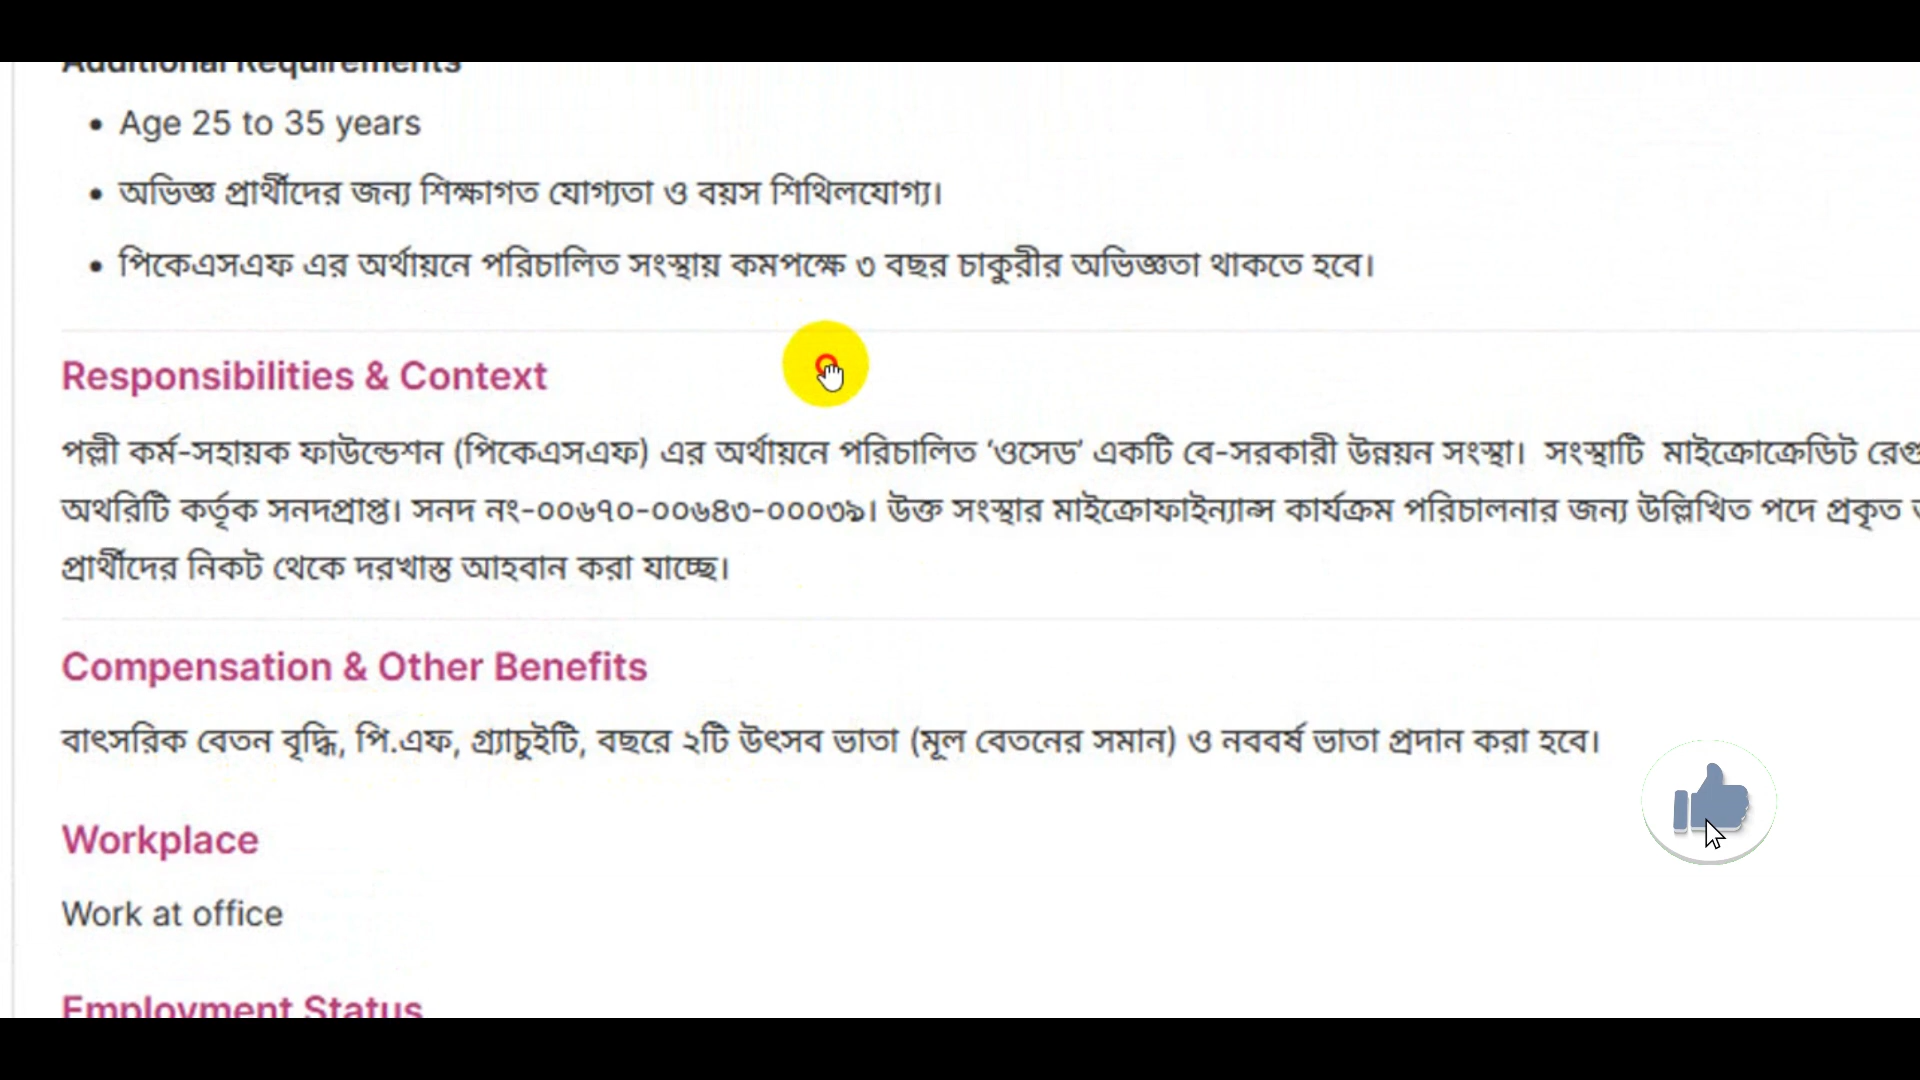 Additional Requirements
• Age 25 to 35 years
• অভিজ্ঞ প্রার্থীদের জন্য শিক্ষাগত যোগ্যতা ও বয়স শিথিলযোগ্য।
• পিকেএসএফ এর অর্থায়নে পরিচালিত সংস্থায় কমপক্ষে ৩ বছর চাকুরীর অভিজ্ঞতা থাকতে হবে।
Responsibilities & Context
পল্লী কর্ম-সহায়ক ফাউন্ডেশন (পিকেএসএফ) এর অর্থায়নে পরিচালিত ‘ওসেড’ একটি বে-সরকারী উন্নয়ন সংস্থা। সংস্থাটি মাইক্রোক্রেডিট
অথরিটি কর্তৃক সনদপ্রাপ্ত। সনদ নং-০০৬৭০-০০৬৪৩-০০০৩৯। উক্ত সংস্থার মাইক্রোফাইন্যান্স কার্যক্রম পরিচালনার জন্য উল্লিখিত পদে প্রকৃত
প্রার্থীদের নিকট থেকে দরখাস্ত আহবান করা যাচ্ছে।
Compensation & Other Benefits
বাৎসরিক বেতন বৃদ্ধি, পি.এফ, গ্র্যাচুইটি, বছরে ২টি উৎসব ভাতা (মূল বেতনের সমান) ও নববর্ষ ভাতা প্রদান করা হবে।
Workplace
Work at office
Employment Status